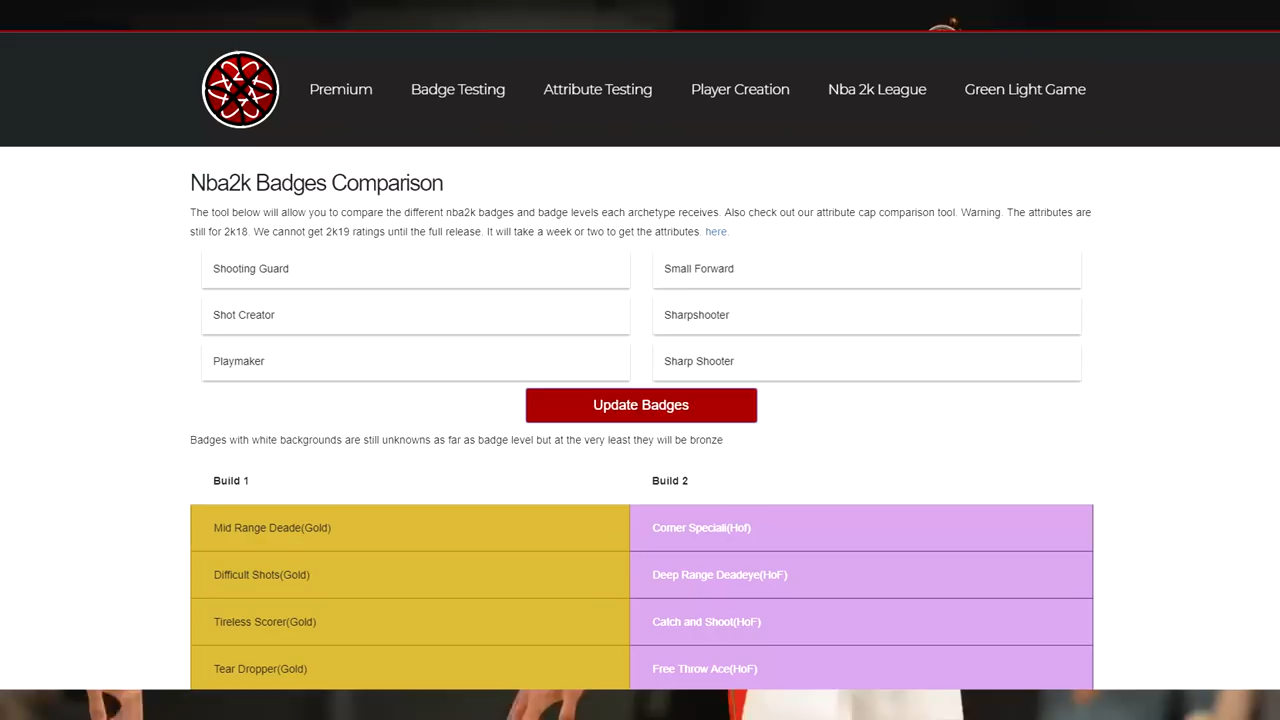 Premium Badge Testing Attribute Testing Player Creation Nba 2k League Green Light Game
Nba2k Badges Comparison
The tool below will allow you to compare the different nba2k badges and badge levels each archetype receives. Also check out our attribute cap comparison tool. Warning. The attributes are
still for 2k18. We cannot get 2k19 ratings until the full release. It will take a week or two to get the attributes. here.
Shooting Guard Small Forward
Shot Creator Sharpshooter
Playmaker Sharp Shooter
Update Badges
Badges with white backgrounds are still unknowns as far as badge level but at the very least they will be bronze
Build 1 Build 2
Mid Range Deade(Gold) Corner Speciali(Hof)
Difficult Shots(Gold) Deep Range Deadeye(HoF)
Tireless Scorer(Gold) Catch and Shoot(HoF)
Tear Dropper(Gold) Free Throw Ace(HoF)